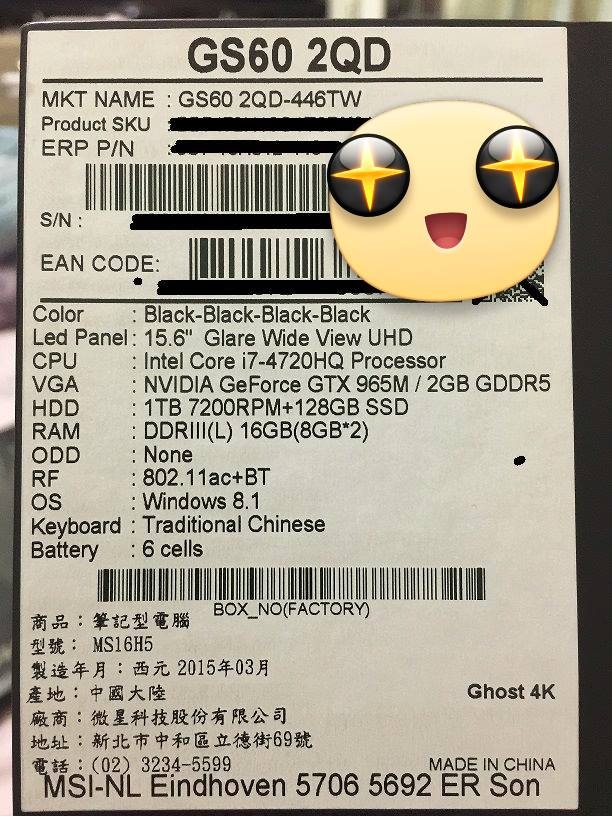 GS60 2QD
MKT NAME : GS60 2QD-446TW
Product SKU :
ERP P/N :
S/N :
EAN CODE:
Color : Black-Black-Black-Black
Led Panel : 15.6" Glare Wide View UHD
CPU : Intel Core i7-4720HQ Processor
VGA : NVIDIA GeForce GTX 965M / 2GB GDDR5
HDD : 1TB 7200RPM+128GB SSD
RAM : DDRIII(L) 16GB(8GB*2)
ODD : None
RF : 802.11ac+BT
OS : Windows 8.1
Keyboard : Traditional Chinese
Battery : 6 cells
BOX_NO(FACTORY)
商品：筆記型電腦
型號： MS16H5
製造年月：西元 2015年03月
產地：中國大陸
Ghost 4K
廠商：微星科技股份有限公司
地址：新北市中和區立德街69號
電話：(02) 3234-5599
MADE IN CHINA
MSI-NL Eindhoven 5706 5692 ER Son